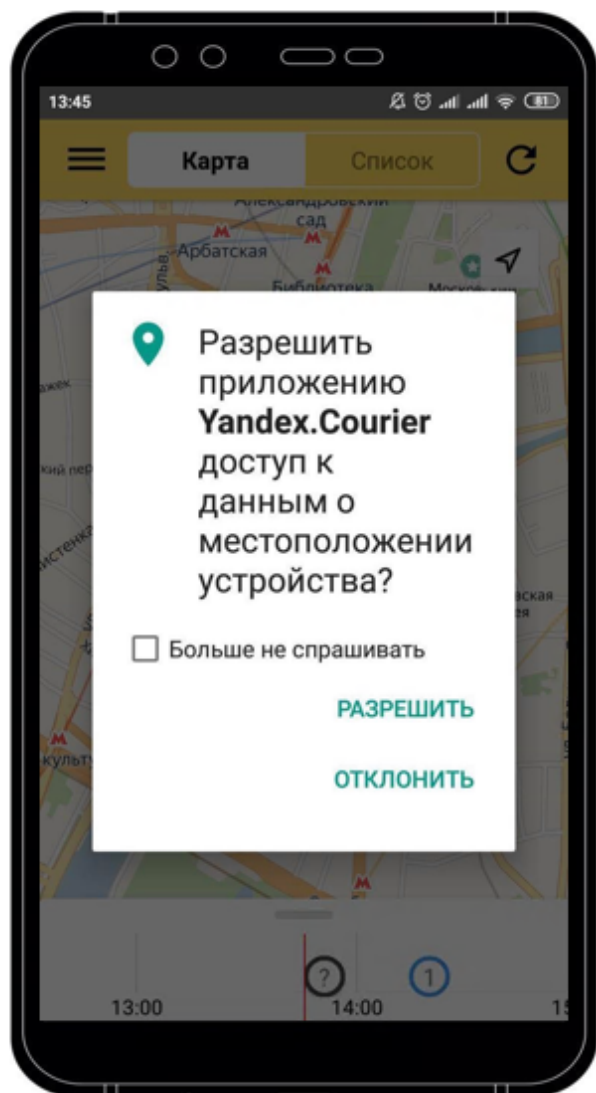 13:45
81
Карта
Список
Александровский
сад
Арбатская
Библиотека
Разрешить
приложению
Yandex.Courier
доступ к
данным о
местоположении
устройства?
Больше не спрашивать
РАЗРЕШИТЬ
ОТКЛОНИТЬ
?
1
13:00
14:00